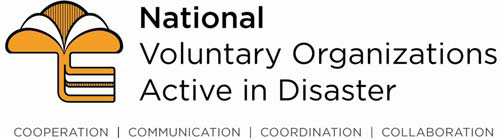 National
Voluntary Organizations
Active in Disaster
COOPERATION | COMMUNICATION | COORDINATION | COLLABORATION